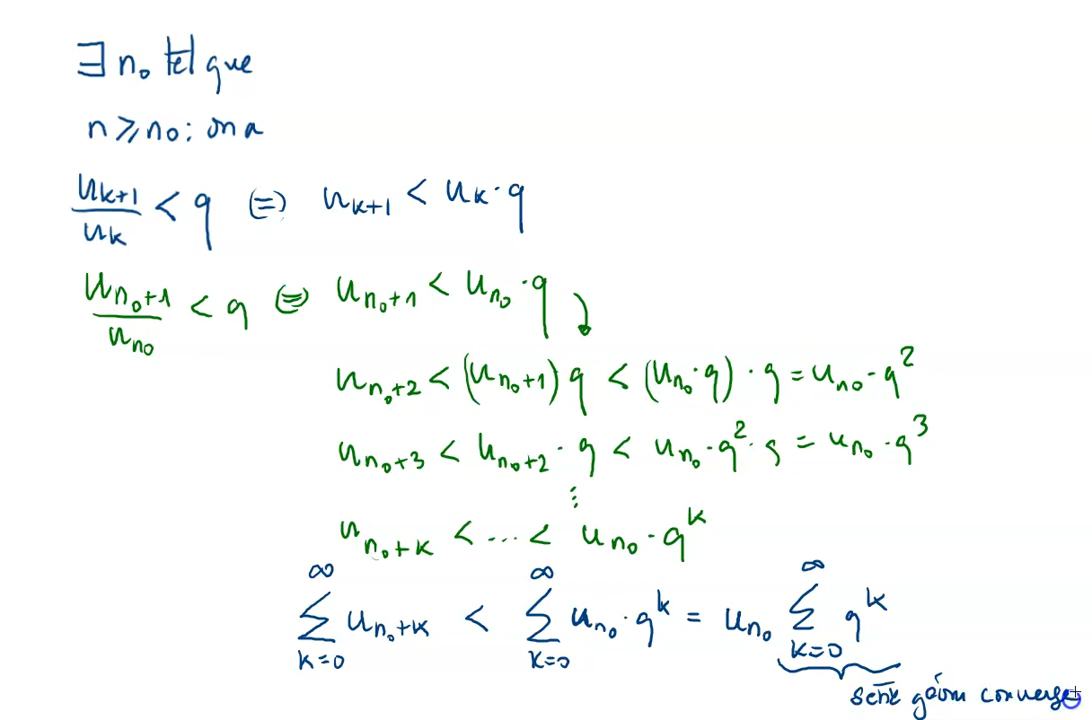 ∃ n₀ tel que
n ⩾ n₀ ; on a
u_{k+1}/u_k < q (=) u_{k+1} < u_k · q
u_{n₀+1}/u_{n₀} < q (=) u_{n₀+1} < u_{n₀} · q
u_{n₀+2} < (u_{n₀+1}) q < (u_{n₀} · q) · q = u_{n₀} · q²
u_{n₀+3} < u_{n₀+2} · q < u_{n₀} · q² · q = u_{n₀} · q³
⋮
u_{n₀+k} < ... < u_{n₀} · q^k
∑_{k=0}^{∞} u_{n₀+k} < ∑_{k=0}^{∞} u_{n₀} · q^k = u_{n₀} ∑_{k=0}^{∞} q^k
série géom converge